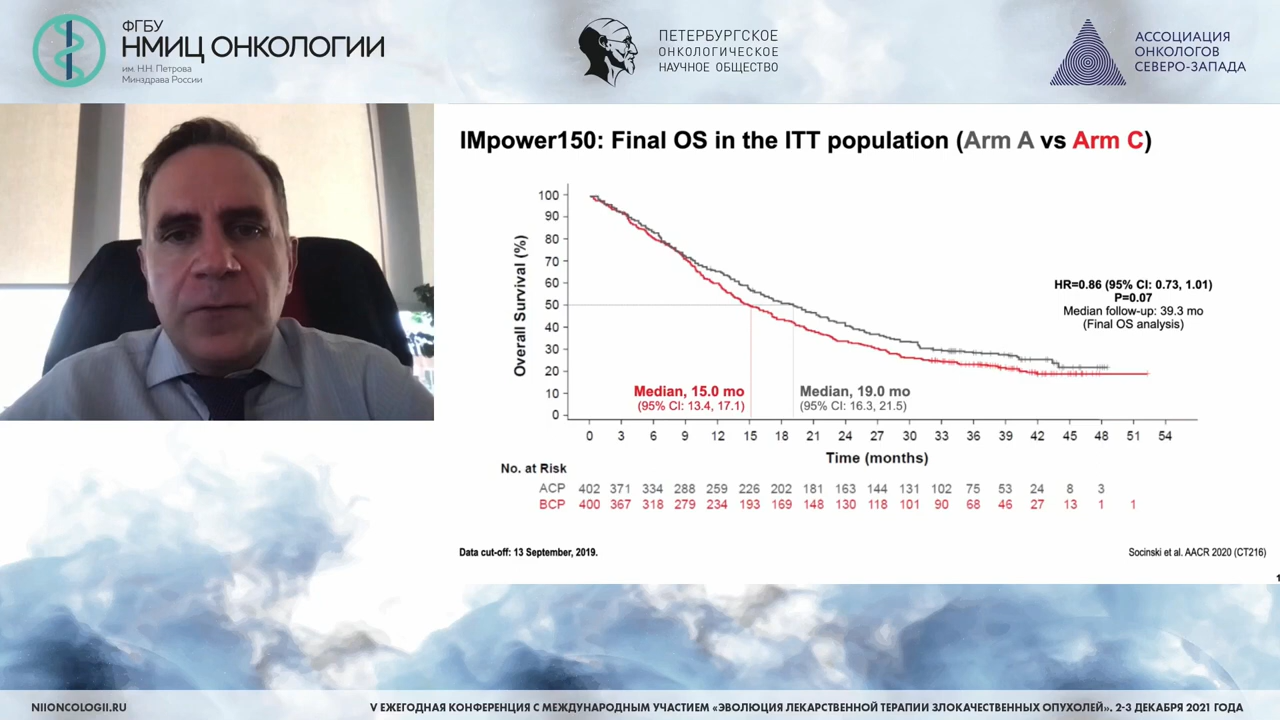 ФГБУ
НМИЦ ОНКОЛОГИИ
им. Н.Н. Петрова
Минздрава России
ПЕТЕРБУРГСКОЕ
ОНКОЛОГИЧЕСКОЕ
НАУЧНОЕ ОБЩЕСТВО
АССОЦИАЦИЯ
ОНКОЛОГОВ
СЕВЕРО-ЗАПАДА
IMpower150: Final OS in the ITT population (Arm A vs Arm C)
Overall Survival (%)
100
90
80
70
60
50
40
30
20
10
0
HR=0.86 (95% CI: 0.73, 1.01)
P=0.07
Median follow-up: 39.3 mo
(Final OS analysis)
Median, 15.0 mo
(95% CI: 13.4, 17.1)
Median, 19.0 mo
(95% CI: 16.3, 21.5)
0 3 6 9 12 15 18 21 24 27 30 33 36 39 42 45 48 51 54
Time (months)
No. at Risk
ACP 402 371 334 288 259 226 202 181 163 144 131 102 75 53 24 8 3
BCP 400 367 318 279 234 193 169 148 130 118 101 90 68 46 27 13 1 1
Data cut-off: 13 September, 2019.
Socinski et al. AACR 2020 (CT216)
NIIONCOLOGII.RU
V ЕЖЕГОДНАЯ КОНФЕРЕНЦИЯ С МЕЖДУНАРОДНЫМ УЧАСТИЕМ «ЭВОЛЮЦИЯ ЛЕКАРСТВЕННОЙ ТЕРАПИИ ЗЛОКАЧЕСТВЕННЫХ ОПУХОЛЕЙ». 2-3 ДЕКАБРЯ 2021 ГОДА